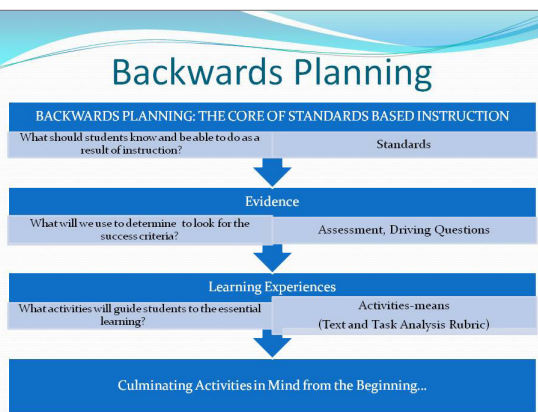 Backwards Planning
BACKWARDS PLANNING: THE CORE OF STANDARDS BASED INSTRUCTION
What should students know and be able to do as a
result of instruction?
Standards
Evidence
What will we use to determine to look for the
success criteria?
Assessment, Driving Questions
Learning Experiences
What activities will guide students to the essential
learning?
Activities-means
(Text and Task Analysis Rubric)
Culminating Activities in Mind from the Beginning...